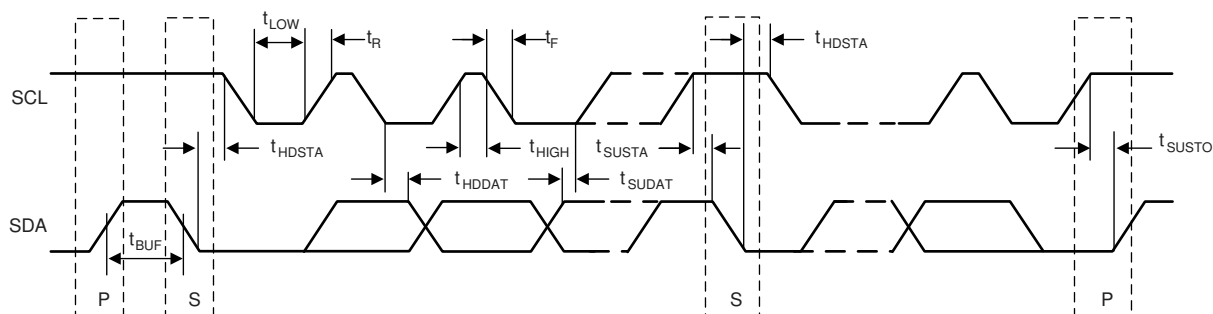 tLOW
tR
tF
tHDSTA
SCL
tHDSTA
tHIGH
tSUSTA
tSUSTO
tHDDAT
tSUDAT
SDA
tBUF
P
S
S
P